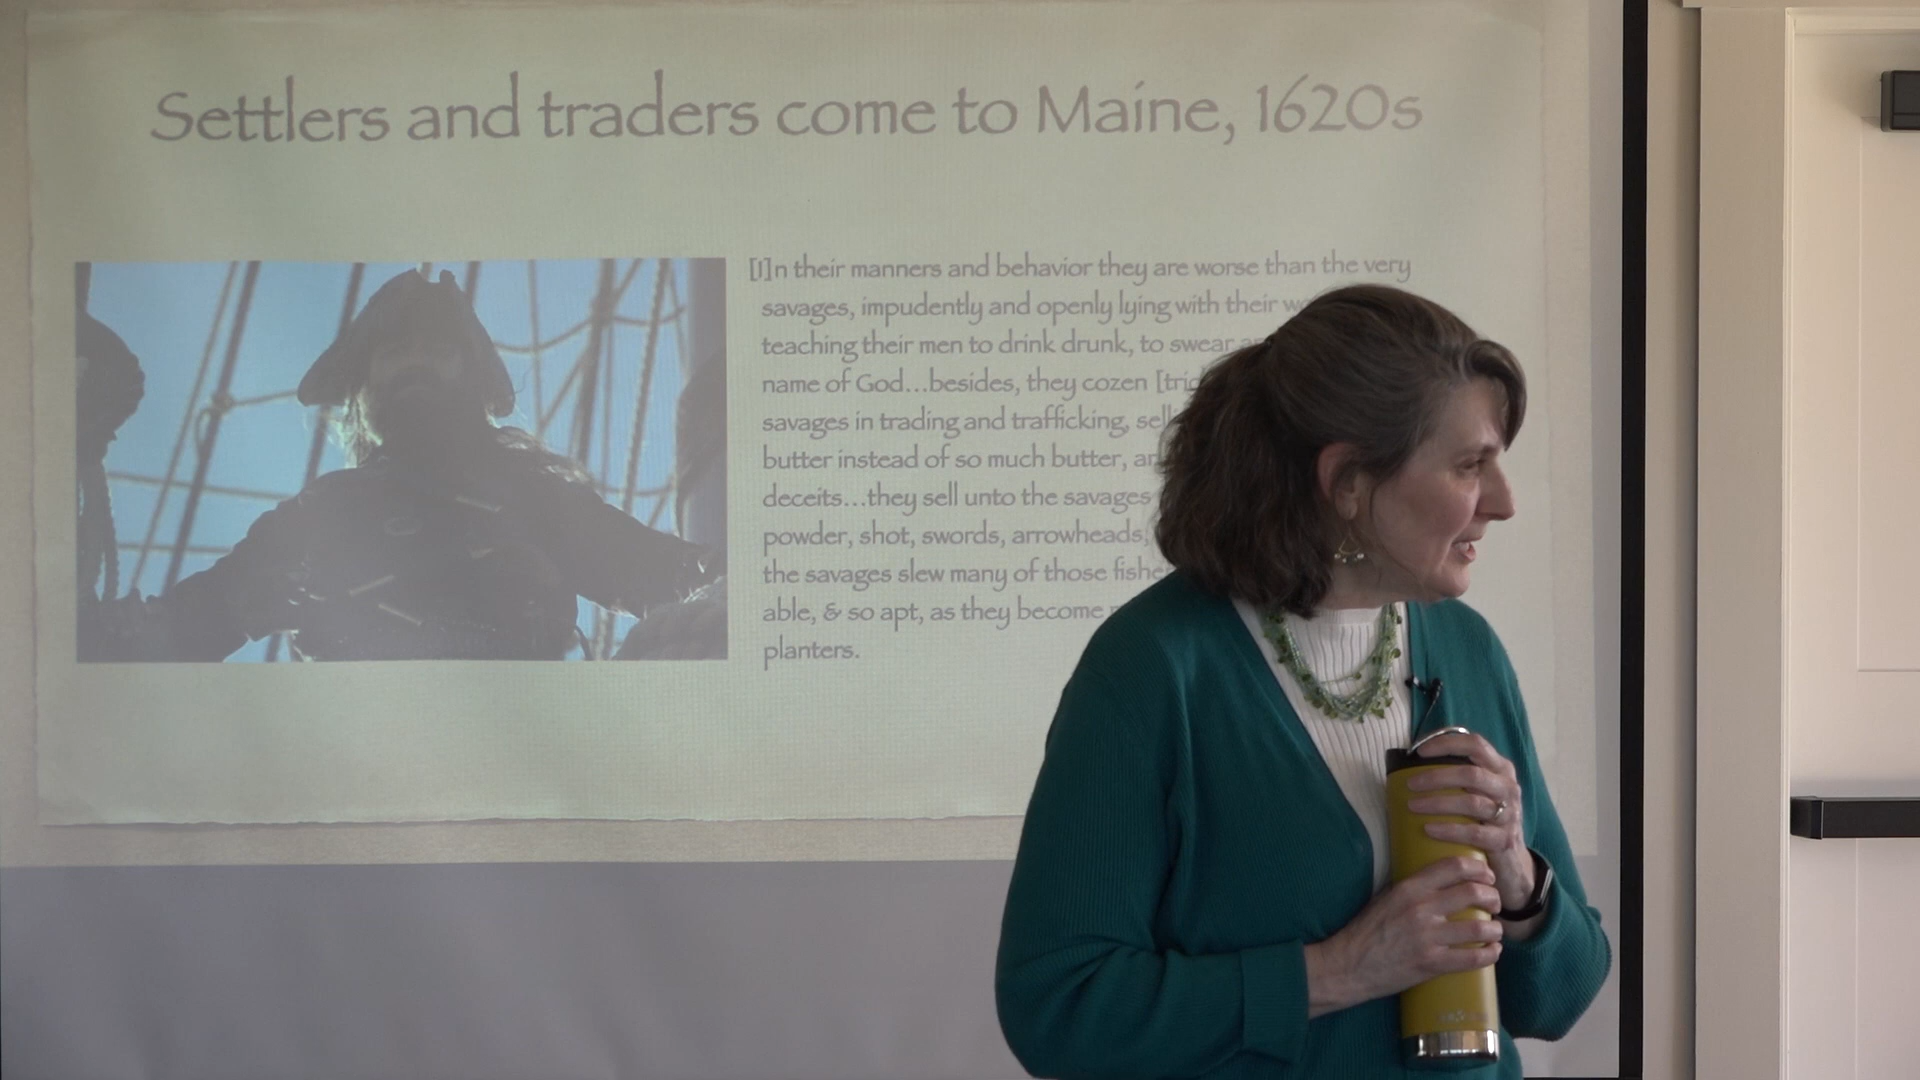 Settlers and traders come to Maine, 1620s
[I]n their manners and behavior they are worse than the very
savages, impudently and openly lying with their
teaching their men to drink drunk, to swear
name of God...besides, they cozen
savages in trading and trafficking,
butter instead of so much butter,
deceits...they sell unto the savages
powder, shot, swords, arrowheads,
the savages slew many of those
able, & so apt, as they become
planters.